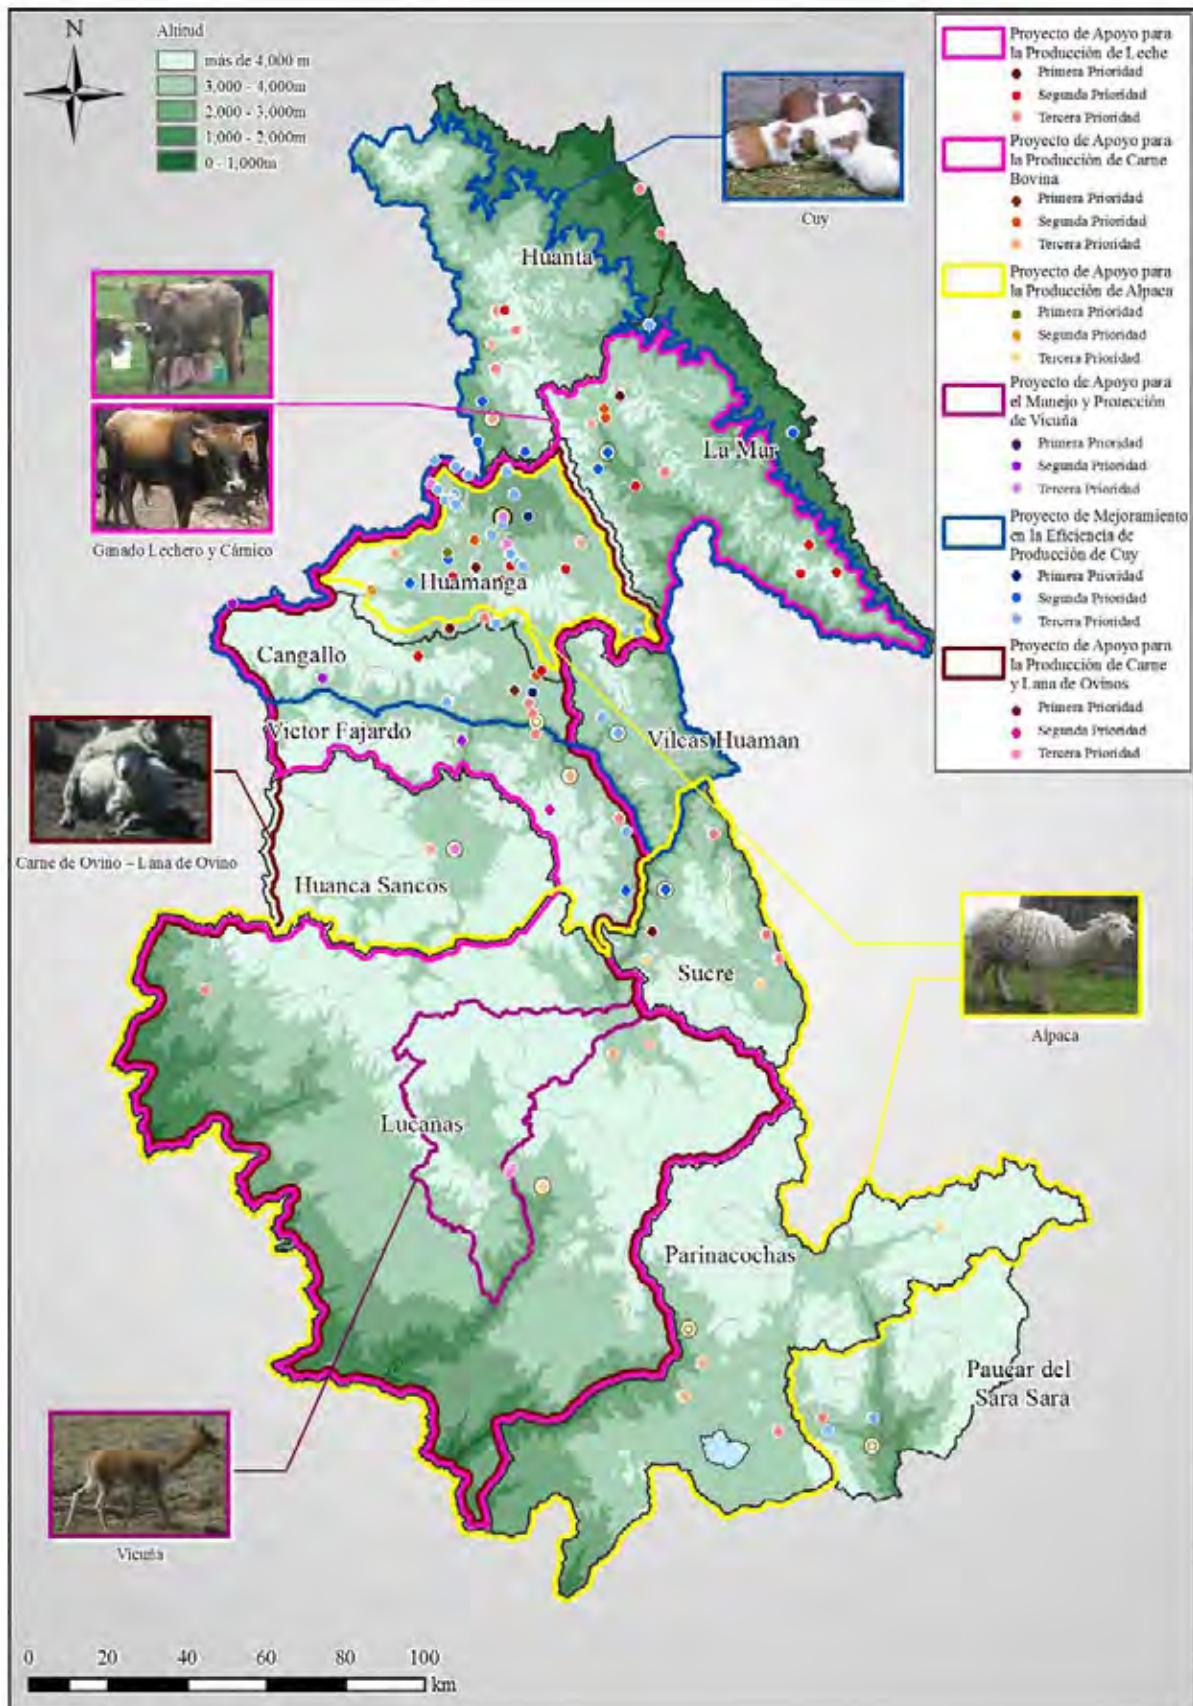 N
Altitud
más de 4,000 m
3,000 - 4,000m
2,000 - 3,000m
1,000 - 2,000m
0 - 1,000m
Proyecto de Apoyo para
la Producción de Leche
Primera Prioridad
Segunda Prioridad
Tercera Prioridad
Proyecto de Apoyo para
la Producción de Carne
Bovina
Primera Prioridad
Segunda Prioridad
Tercera Prioridad
Proyecto de Apoyo para
la Producción de Alpaca
Primera Prioridad
Segunda Prioridad
Tercera Prioridad
Proyecto de Apoyo para
el Manejo y Protección
de Vicuña
Primera Prioridad
Segunda Prioridad
Tercera Prioridad
Proyecto de Mejoramiento
en la Eficiencia de
Producción de Cuy
Primera Prioridad
Segunda Prioridad
Tercera Prioridad
Proyecto de Apoyo para
la Producción de Carne
y Lana de Ovinos
Primera Prioridad
Segunda Prioridad
Tercera Prioridad
Cuy
Huanta
La Mar
Ganado Lechero y Cárnico
Huamanga
Cangallo
Victor Fajardo
Vilcas Huaman
Carne de Ovino – Lana de Ovino
Huanca Sancos
Sucre
Alpaca
Lucanas
Parinacochas
Paucar del
Sara Sara
Vicuña
0 20 40 60 80 100
km